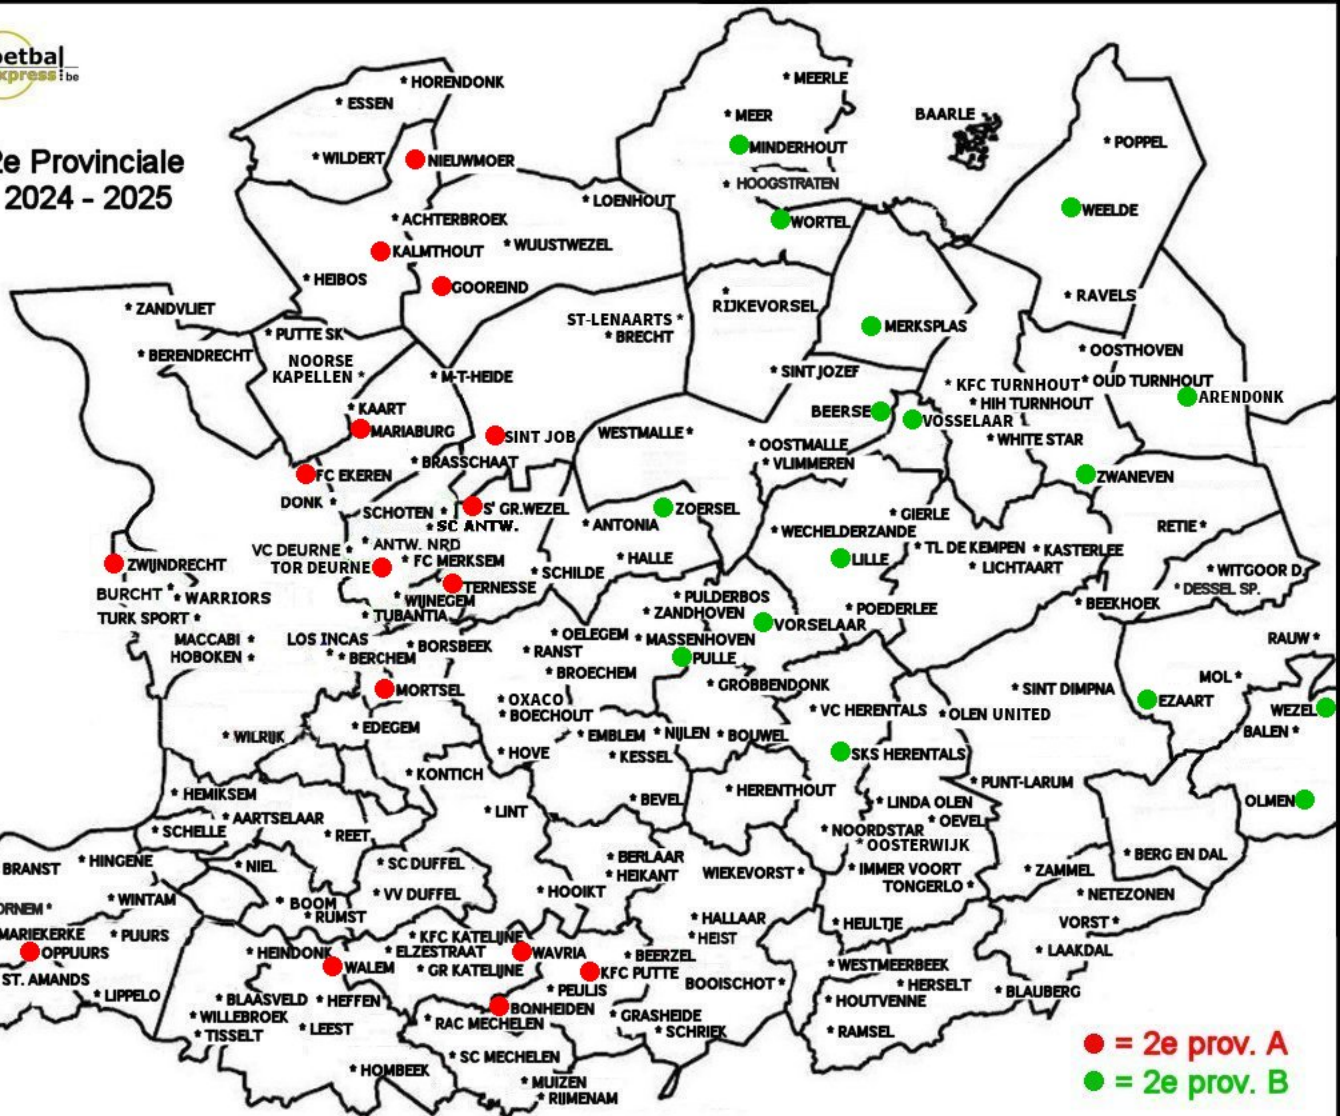 oetbal
xpress:be
2e Provinciale
2024 - 2025
* HORENDONK
* ESSEN
* WILDERT
NIEUWMOER
* ACHTERBROEK
KALMTHOUT
* HEIBOS
GOOREIND
* LOENHOUT
* WUUSTWEZEL
* MEERLE
* MEER
MINDERHOUT
* HOOGSTRATEN
WORTEL
BAARLE
* POPPEL
WEELDE
* RAVELS
* ZANDVLIET
* BERENDRECHT
* PUTTE SK
NOORSE
KAPELLEN *
ST-LENAARTS *
* BRECHT
*
RIJKEVORSEL
MERKSPLAS
* M-T-HEIDE
* SINT JOZEF
* OOSTHOVEN
* KFC TURNHOUT
* OUD TURNHOUT
* HIH TURNHOUT
ARENDONK
* KAART
MARIABURG
SINT JOB
WESTMALLE *
BEERSE
VOSSELAAR
* OOSTMALLE
* VLIMMEREN
* WHITE STAR
ZWANEVEN
FC EKEREN
* BRASSCHAAT
DONK *
SCHOTEN *
S' GR.WEZEL
* SC ANTW.
* ANTONIA
ZOERSEL
* GIERLE
* WECHELDERZANDE
RETIE *
VC DEURNE *
* ANTW. NRD
TOR DEURNE
* FC MERKSEM
* HALLE
LILLE
* TL DE KEMPEN
* KASTERLEE
* LICHTAART
* WITGOOR D.
* DESSEL SP.
ZWIJNDRECHT
BURCHT *
* WARRIORS
TURK SPORT *
TERNESSE
* SCHILDE
* WIJNEGEM
* TUBANTIA
* PULDERBOS
* ZANDHOVEN
* POEDERLEE
* BEEKHOEK
VORSELAAR
MACCABI *
HOBOKEN *
LOS INCAS
*
* BERCHEM
* BORSBEEK
* OELEGEM
* MASSENHOVEN
* RANST
PULLE
RAUW *
* BROECHEM
MORTSEL
* OXACO
* BOECHOUT
* GROBBENDONK
* SINT DIMPNA
MOL *
EZAART
WEZEL
* VC HERENTALS
* OLEN UNITED
* EDEGEM
* WILRIJK
* EMBLEM
* NIJLEN
* BOUWEL
BALEN *
* HOVE
* KESSEL
SKS HERENTALS
* KONTICH
* HEMIKSEM
* BEVEL
* HERENTHOUT
* PUNT-LARUM
OLMEN
* LINT
* LINDA OLEN
* OEVEL
* AARTSELAAR
* SCHELLE
* REET
* NOORDSTAR
* OOSTERWIJK
BRANST
* HINGENE
* NIEL
* SC DUFFEL
* BERLAAR
* HEIKANT
WIEKEVORST *
* IMMER VOORT
TONGERLO *
* ZAMMEL
* BERG EN DAL
* NETEZONEN
* WINTAM
* VV DUFFEL
* HOOIKT
* BOOM
* RUMST
ORNEM *
* HALLAAR
* HEIST
* HEULTJE
VORST *
MARIEKERKE
* PUURS
OPPUURS
ST. AMANDS
* LIPPELO
* HEINDONK
* KFC KATELIJNE
* ELZESTRAAT
* GR KATELIJNE
WALEM
WAVRIA
KFC PUTTE
* BEERZEL
BOOISCHOT *
* LAAKDAL
* WESTMEERBEEK
* HERSELT
* BLAUBERG
* HOUTVENNE
* PEULIS
BONHEIDEN
* BLAASVELD
* HEFFEN
* WILLEBROEK
* TISSELT
* LEEST
* RAC MECHELEN
* GRASHEIDE
* SCHRIEK
* RAMSEL
* SC MECHELEN
* HOMBEEK
* MUIZEN
* RIJMENAM
= 2e prov. A
= 2e prov. B